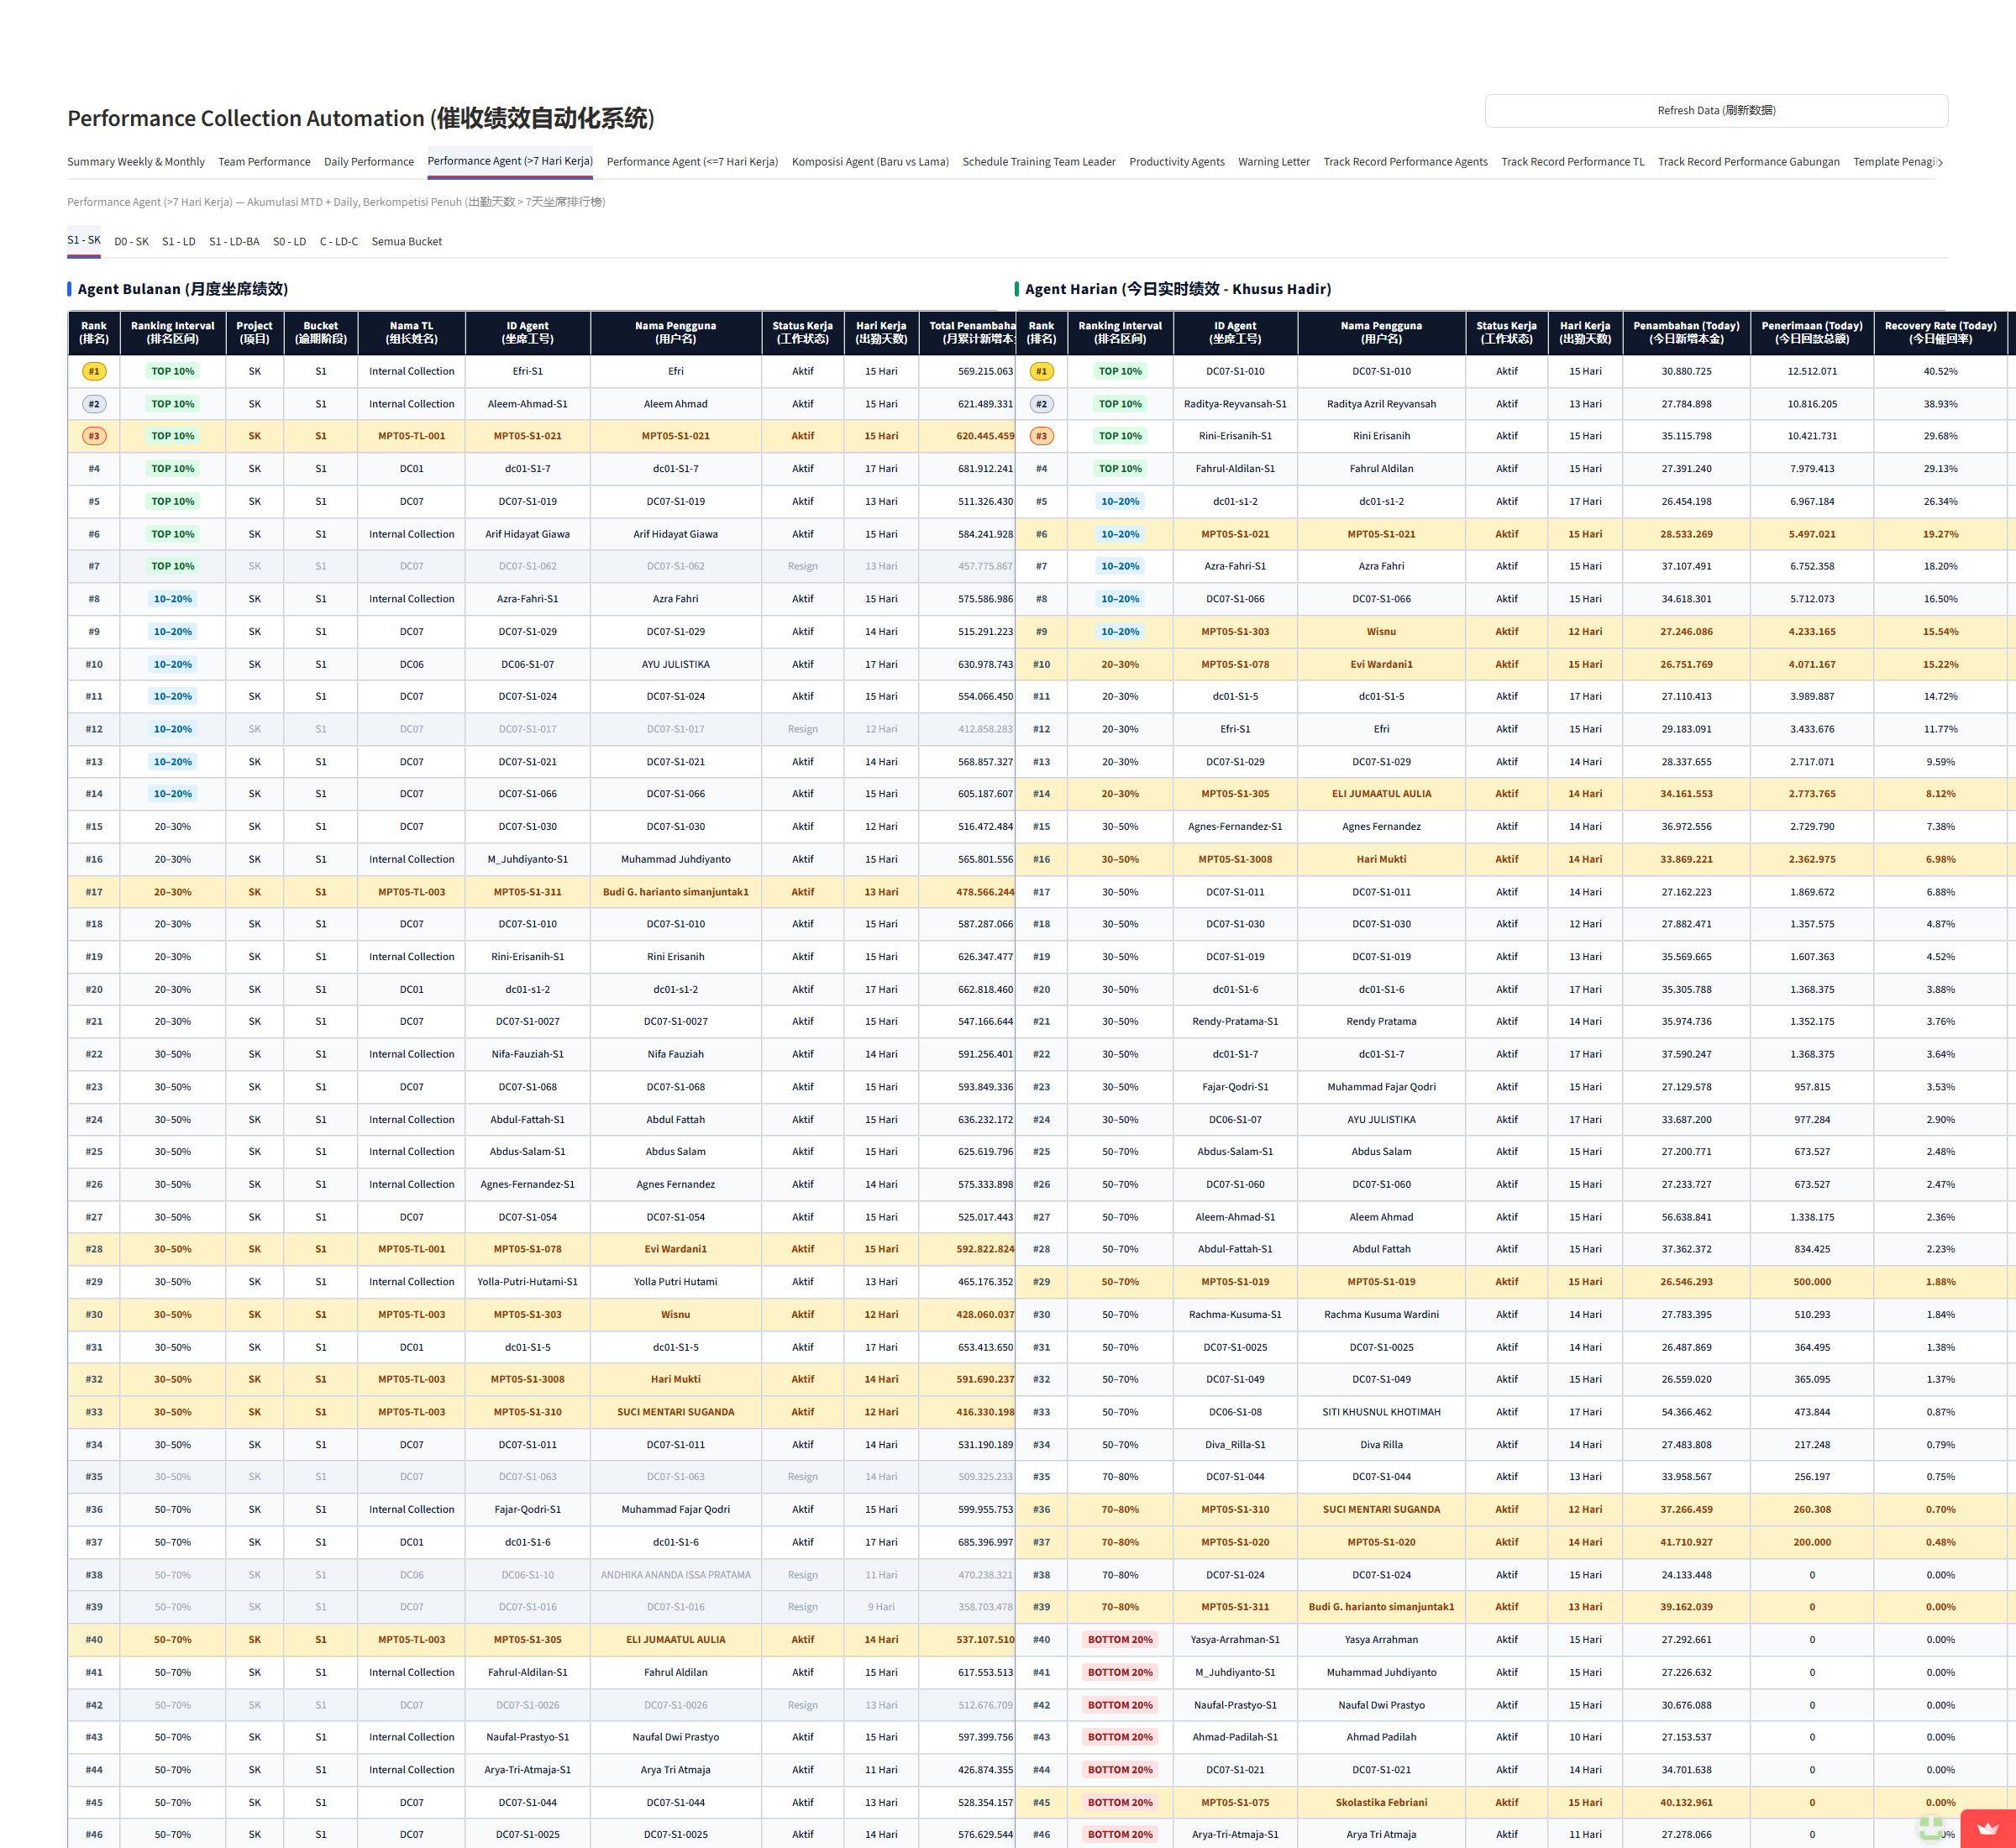 Performance Collection Automation (催收绩效自动化系统)
Refresh Data (刷新数据)
Summary Weekly & Monthly Team Performance Daily Performance Performance Agent (>7 Hari Kerja) Performance Agent (<=7 Hari Kerja) Komposisi Agent (Baru vs Lama) Schedule Training Team Leader Productivity Agents Warning Letter Track Record Performance Agents Track Record Performance TL Track Record Performance Gabungan Template Penagi
Performance Agent (>7 Hari Kerja) — Akumulasi MTD + Daily, Berkompetisi Penuh (出勤天数 > 7天坐席排行榜)
S1 - SK D0 - SK S1 - LD S1 - LD-BA S0 - LD C - LD-C Semua Bucket
Agent Bulanan (月度坐席绩效)
Rank Ranking Interval Project Bucket Nama TL ID Agent Nama Pengguna Status Kerja Hari Kerja Total Penambaha
(排名) (排名区间) (项目) (逾期阶段) (组长姓名) (坐席工号) (用户名) (工作状态) (出勤天数) (月累计新增本
#1 TOP 10% SK S1 Internal Collection Efri-S1 Efri Aktif 15 Hari 569.215.063
#2 TOP 10% SK S1 Internal Collection Aleem-Ahmad-S1 Aleem Ahmad Aktif 15 Hari 621.489.331
#3 TOP 10% SK S1 MPT05-TL-001 MPT05-S1-021 MPT05-S1-021 Aktif 15 Hari 620.445.459
#4 TOP 10% SK S1 DC01 dc01-s1-7 dc01-s1-7 Aktif 17 Hari 681.912.241
#5 TOP 10% SK S1 DC07 DC07-S1-019 DC07-S1-019 Aktif 13 Hari 511.326.430
#6 TOP 10% SK S1 Internal Collection Arif Hidayat Giawa Arif Hidayat Giawa Aktif 15 Hari 584.241.928
#7 TOP 10% SK S1 DC07 DC07-S1-062 DC07-S1-062 Resign 13 Hari 457.775.867
#8 10–20% SK S1 Internal Collection Azra-Fahri-S1 Azra Fahri Aktif 15 Hari 575.586.986
#9 10–20% SK S1 DC07 DC07-S1-029 DC07-S1-029 Aktif 14 Hari 515.291.223
#10 10–20% SK S1 DC06 DC06-S1-07 AYU JULISTIKA Aktif 17 Hari 630.978.743
#11 10–20% SK S1 DC07 DC07-S1-024 DC07-S1-024 Aktif 15 Hari 554.066.450
#12 10–20% SK S1 DC07 DC07-S1-017 DC07-S1-017 Resign 12 Hari 412.858.283
#13 10–20% SK S1 DC07 DC07-S1-021 DC07-S1-021 Aktif 14 Hari 568.857.327
#14 10–20% SK S1 DC07 DC07-S1-066 DC07-S1-066 Aktif 15 Hari 605.187.607
#15 20–30% SK S1 DC07 DC07-S1-030 DC07-S1-030 Aktif 12 Hari 516.472.484
#16 20–30% SK S1 Internal Collection M_Juhdiyanto-S1 Muhammad Juhdiyanto Aktif 15 Hari 565.801.556
#17 20–30% SK S1 MPT05-TL-003 MPT05-S1-311 Budi G. harianto simanjuntak1 Aktif 13 Hari 478.566.244
#18 20–30% SK S1 DC07 DC07-S1-010 DC07-S1-010 Aktif 15 Hari 587.287.066
#19 20–30% SK S1 Internal Collection Rini-Erisanih-S1 Rini Erisanih Aktif 15 Hari 626.347.477
#20 20–30% SK S1 DC01 dc01-s1-2 dc01-s1-2 Aktif 17 Hari 662.818.460
#21 20–30% SK S1 DC07 DC07-S1-0027 DC07-S1-0027 Aktif 15 Hari 547.166.644
#22 30–50% SK S1 Internal Collection Nifa-Fauziah-S1 Nifa Fauziah Aktif 14 Hari 591.256.401
#23 30–50% SK S1 DC07 DC07-S1-068 DC07-S1-068 Aktif 15 Hari 593.849.336
#24 30–50% SK S1 Internal Collection Abdul-Fattah-S1 Abdul Fattah Aktif 15 Hari 636.232.172
#25 30–50% SK S1 Internal Collection Abdus-Salam-S1 Abdus Salam Aktif 15 Hari 625.619.796
#26 30–50% SK S1 Internal Collection Agnes-Fernandez-S1 Agnes Fernandez Aktif 14 Hari 575.333.898
#27 30–50% SK S1 DC07 DC07-S1-054 DC07-S1-054 Aktif 15 Hari 525.017.443
#28 30–50% SK S1 MPT05-TL-001 MPT05-S1-078 Evi Wardani1 Aktif 15 Hari 592.822.824
#29 30–50% SK S1 Internal Collection Yolla-Putri-Hutami-S1 Yolla Putri Hutami Aktif 13 Hari 465.176.352
#30 30–50% SK S1 MPT05-TL-003 MPT05-S1-303 Wisnu Aktif 12 Hari 428.060.037
#31 30–50% SK S1 DC01 dc01-S1-5 dc01-S1-5 Aktif 17 Hari 653.413.650
#32 30–50% SK S1 MPT05-TL-003 MPT05-S1-3008 Hari Mukti Aktif 14 Hari 591.690.237
#33 30–50% SK S1 MPT05-TL-003 MPT05-S1-310 SUCI MENTARI SUGANDA Aktif 12 Hari 416.330.198
#34 30–50% SK S1 DC07 DC07-S1-011 DC07-S1-011 Aktif 14 Hari 531.190.189
#35 30–50% SK S1 DC07 DC07-S1-063 DC07-S1-063 Resign 14 Hari 509.325.233
#36 50–70% SK S1 Internal Collection Fajar-Qodri-S1 Muhammad Fajar Qodri Aktif 15 Hari 599.955.753
#37 50–70% SK S1 DC01 dc01-S1-6 dc01-S1-6 Aktif 17 Hari 685.396.997
#38 50–70% SK S1 DC06 DC06-S1-10 ANDHIKA ANANDA ISSA PRATAMA Resign 11 Hari 470.238.321
#39 50–70% SK S1 DC07 DC07-S1-016 DC07-S1-016 Resign 9 Hari 358.703.478
#40 50–70% SK S1 MPT05-TL-003 MPT05-S1-305 ELI JUMAATUL AULIA Aktif 14 Hari 537.107.510
#41 50–70% SK S1 Internal Collection Fahrul-Aldilan-S1 Fahrul Aldilan Aktif 15 Hari 617.553.513
#42 50–70% SK S1 DC07 DC07-S1-0026 DC07-S1-0026 Resign 13 Hari 512.676.709
#43 50–70% SK S1 Internal Collection Naufal-Prastyo-S1 Naufal Dwi Prastyo Aktif 15 Hari 597.399.756
#44 50–70% SK S1 Internal Collection Arya-Tri-Atmaja-S1 Arya Tri Atmaja Aktif 11 Hari 426.874.355
#45 50–70% SK S1 DC07 DC07-S1-044 DC07-S1-044 Aktif 13 Hari 528.354.157
#46 50–70% SK S1 DC07 DC07-S1-0025 DC07-S1-0025 Aktif 14 Hari 576.629.544
Agent Harian (今日实时绩效 - Khusus Hadir)
Rank Ranking Interval ID Agent Nama Pengguna Status Kerja Hari Kerja Penambahan (Today) Penerimaan (Today) Recovery Rate (Today)
(排名) (排名区间) (坐席工号) (用户名) (工作状态) (出勤天数) (今日新增本金) (今日回款总额) (今日催回率)
#1 TOP 10% DC07-S1-010 DC07-S1-010 Aktif 15 Hari 30.880.725 12.512.071 40.52%
#2 TOP 10% Raditya-Reyvansah-S1 Raditya Azril Reyvansah Aktif 13 Hari 27.784.898 10.816.205 38.93%
#3 TOP 10% Rini-Erisanih-S1 Rini Erisanih Aktif 15 Hari 35.115.798 10.421.731 29.68%
#4 TOP 10% Fahrul-Aldilan-S1 Fahrul Aldilan Aktif 15 Hari 27.391.240 7.979.413 29.13%
#5 10–20% dc01-s1-2 dc01-s1-2 Aktif 17 Hari 26.454.198 6.967.184 26.34%
#6 10–20% MPT05-S1-021 MPT05-S1-021 Aktif 15 Hari 28.533.269 5.497.021 19.27%
#7 10–20% Azra-Fahri-S1 Azra Fahri Aktif 15 Hari 37.107.491 6.752.358 18.20%
#8 10–20% DC07-S1-066 DC07-S1-066 Aktif 15 Hari 34.618.301 5.712.073 16.50%
#9 10–20% MPT05-S1-303 Wisnu Aktif 12 Hari 27.246.086 4.233.165 15.54%
#10 20–30% MPT05-S1-078 Evi Wardani1 Aktif 15 Hari 26.751.769 4.071.167 15.22%
#11 20–30% dc01-s1-5 dc01-s1-5 Aktif 17 Hari 27.110.413 3.989.887 14.72%
#12 20–30% Efri-S1 Efri Aktif 15 Hari 29.183.091 3.433.676 11.77%
#13 20–30% DC07-S1-029 DC07-S1-029 Aktif 14 Hari 28.337.655 2.717.071 9.59%
#14 20–30% MPT05-S1-305 ELI JUMAATUL AULIA Aktif 14 Hari 34.161.553 2.773.765 8.12%
#15 30–50% Agnes-Fernandez-S1 Agnes Fernandez Aktif 14 Hari 36.972.556 2.729.790 7.38%
#16 30–50% MPT05-S1-3008 Hari Mukti Aktif 14 Hari 33.869.221 2.362.975 6.98%
#17 30–50% DC07-S1-011 DC07-S1-011 Aktif 14 Hari 27.162.223 1.869.672 6.88%
#18 30–50% DC07-S1-030 DC07-S1-030 Aktif 12 Hari 27.882.471 1.357.575 4.87%
#19 30–50% DC07-S1-019 DC07-S1-019 Aktif 13 Hari 35.569.665 1.607.363 4.52%
#20 30–50% dc01-S1-6 dc01-S1-6 Aktif 17 Hari 35.305.788 1.368.375 3.88%
#21 30–50% Rendy-Pratama-S1 Rendy Pratama Aktif 14 Hari 35.974.736 1.352.175 3.76%
#22 30–50% dc01-s1-7 dc01-s1-7 Aktif 17 Hari 37.590.247 1.368.375 3.64%
#23 30–50% Fajar-Qodri-S1 Muhammad Fajar Qodri Aktif 15 Hari 27.129.578 957.815 3.53%
#24 30–50% DC06-S1-07 AYU JULISTIKA Aktif 17 Hari 33.687.200 977.284 2.90%
#25 50–70% Abdus-Salam-S1 Abdus Salam Aktif 15 Hari 27.200.771 673.527 2.48%
#26 50–70% DC07-S1-060 DC07-S1-060 Aktif 15 Hari 27.233.727 673.527 2.47%
#27 50–70% Aleem-Ahmad-S1 Aleem Ahmad Aktif 15 Hari 56.638.841 1.338.175 2.36%
#28 50–70% Abdul-Fattah-S1 Abdul Fattah Aktif 15 Hari 37.362.372 834.425 2.23%
#29 50–70% MPT05-S1-019 MPT05-S1-019 Aktif 15 Hari 26.546.293 500.000 1.88%
#30 50–70% Rachma-Kusuma-S1 Rachma Kusuma Wardini Aktif 14 Hari 27.783.395 510.293 1.84%
#31 50–70% DC07-S1-0025 DC07-S1-0025 Aktif 14 Hari 26.487.869 364.495 1.38%
#32 50–70% DC07-S1-049 DC07-S1-049 Aktif 15 Hari 26.559.020 365.095 1.37%
#33 50–70% DC06-S1-08 SITI KHUSNUL KHOTIMAH Aktif 17 Hari 54.366.462 473.844 0.87%
#34 50–70% Diva_Rilla-S1 Diva Rilla Aktif 14 Hari 27.483.808 217.248 0.79%
#35 70–80% DC07-S1-044 DC07-S1-044 Aktif 13 Hari 33.958.567 256.197 0.75%
#36 70–80% MPT05-S1-310 SUCI MENTARI SUGANDA Aktif 12 Hari 37.266.459 260.308 0.70%
#37 70–80% MPT05-S1-020 MPT05-S1-020 Aktif 14 Hari 41.710.927 200.000 0.48%
#38 70–80% DC07-S1-024 DC07-S1-024 Aktif 15 Hari 24.133.448 0 0.00%
#39 70–80% MPT05-S1-311 Budi G. harianto simanjuntak1 Aktif 13 Hari 39.162.039 0 0.00%
#40 BOTTOM 20% Yasya-Arrahman-S1 Yasya Arrahman Aktif 15 Hari 27.292.661 0 0.00%
#41 BOTTOM 20% M_Juhdiyanto-S1 Muhammad Juhdiyanto Aktif 15 Hari 27.226.632 0 0.00%
#42 BOTTOM 20% Naufal-Prastyo-S1 Naufal Dwi Prastyo Aktif 15 Hari 30.676.088 0 0.00%
#43 BOTTOM 20% Ahmad-Padilah-S1 Ahmad Padilah Aktif 10 Hari 27.153.537 0 0.00%
#44 BOTTOM 20% DC07-S1-021 DC07-S1-021 Aktif 14 Hari 34.701.638 0 0.00%
#45 BOTTOM 20% MPT05-S1-075 Skolastika Febriani Aktif 15 Hari 40.132.961 0 0.00%
#46 BOTTOM 20% Arya-Tri-Atmaja-S1 Arya Tri Atmaja Aktif 11 Hari 27.278.066 0